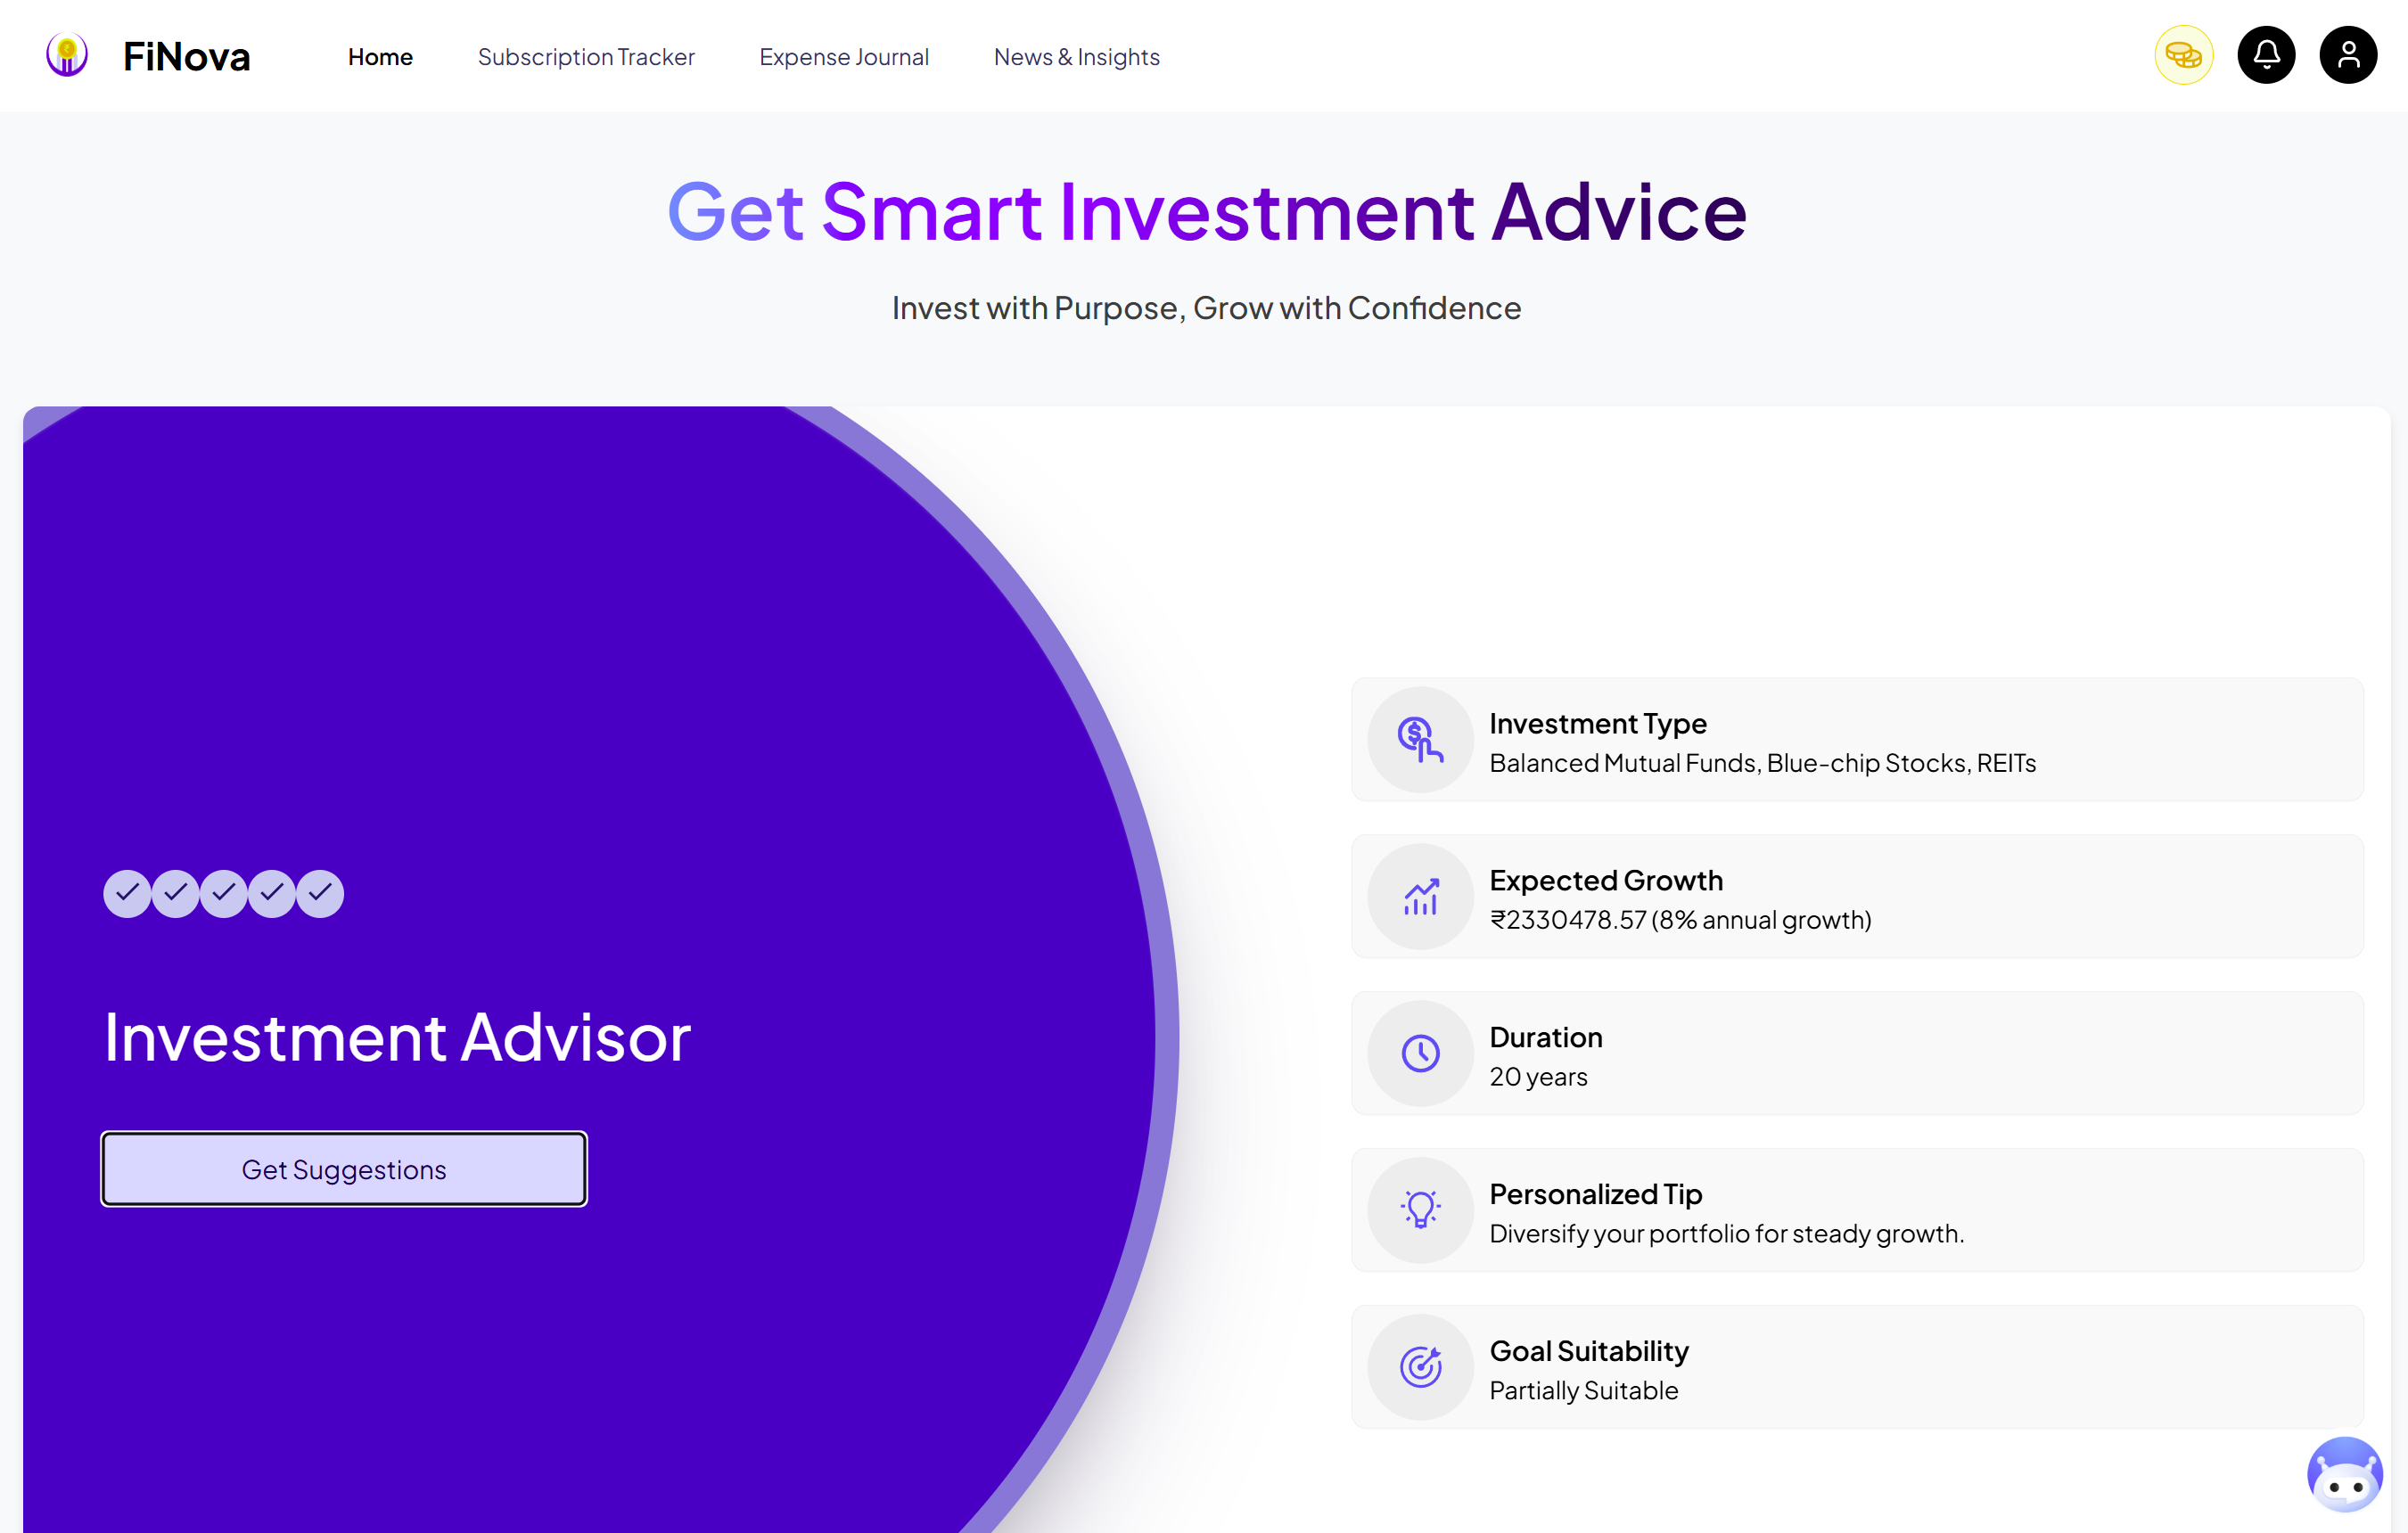 FiNova
Home
Subscription Tracker
Expense Journal
News & Insights
Get Smart Investment Advice
Invest with Purpose, Grow with Confidence
Investment Advisor
Get Suggestions
Investment Type
Balanced Mutual Funds, Blue-chip Stocks, REITs
Expected Growth
₹2330478.57 (8% annual growth)
Duration
20 years
Personalized Tip
Diversify your portfolio for steady growth.
Goal Suitability
Partially Suitable